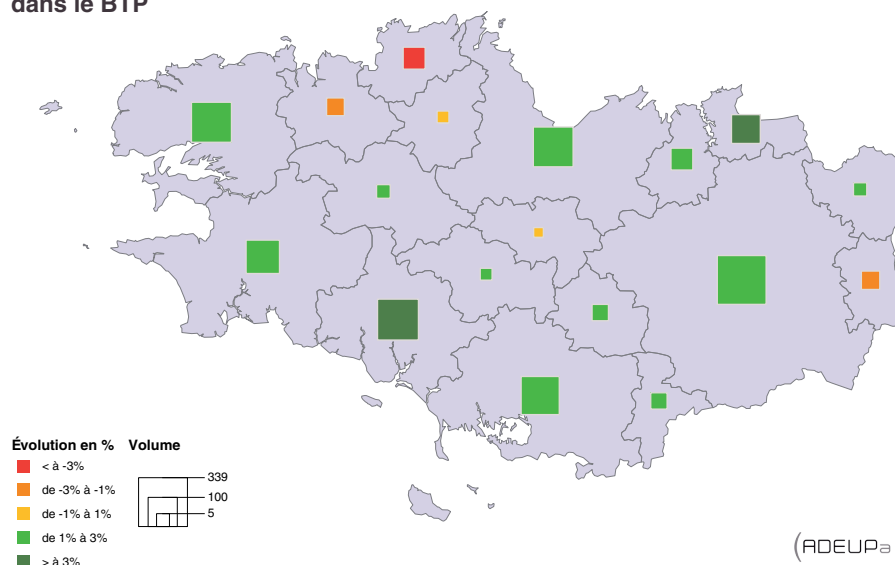 dans le BTP
Évolution en % Volume
< à -3%
de -3% à -1%
de -1% à 1%
de 1% à 3%
> à 3%
339
100
5
ADEUPa